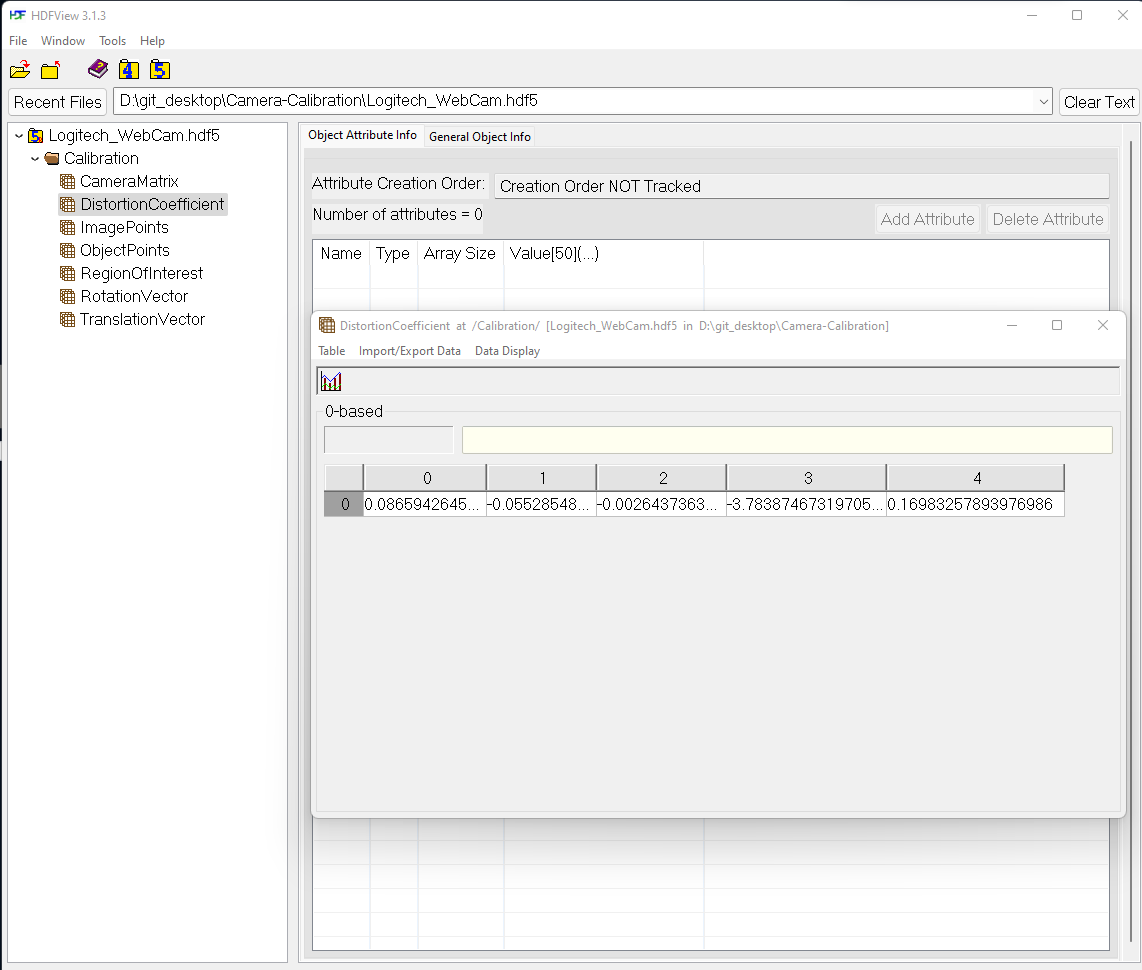 HDF HDFView 3.1.3
File Window Tools Help
4 5
Recent Files D:\git_desktop\Camera-Calibration\Logitech_WebCam.hdf5 Clear Text
5 Logitech_WebCam.hdf5
Calibration
CameraMatrix
DistortionCoefficient
ImagePoints
ObjectPoints
RegionOfInterest
RotationVector
TranslationVector
Object Attribute Info General Object Info
Attribute Creation Order: Creation Order NOT Tracked
Number of attributes = 0 Add Attribute Delete Attribute
Name Type Array Size Value[50](...)
DistortionCoefficient at /Calibration/ [Logitech_WebCam.hdf5 in D:\git_desktop\Camera-Calibration]
Table Import/Export Data Data Display
0-based
0 1 2 3 4
0 0.0865942645... -0.05528548... -0.0026437363... -3.78387467319705... 0.16983257893976986